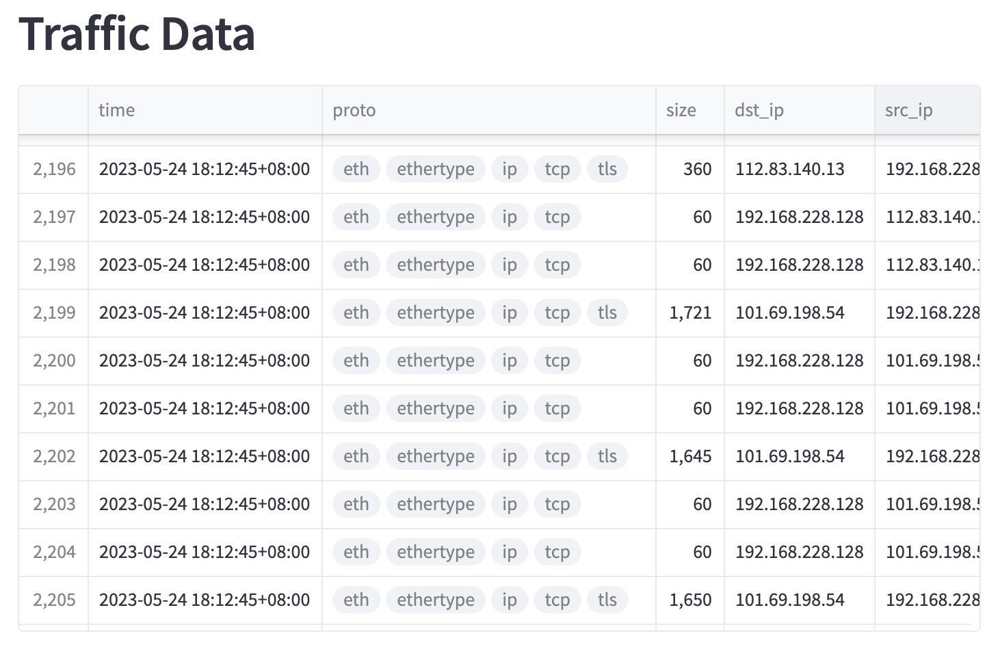 Traffic Data
time proto size dst_ip src_ip
2,196 2023-05-24 18:12:45+08:00 eth ethertype ip tcp tls 360 112.83.140.13 192.168.228
2,197 2023-05-24 18:12:45+08:00 eth ethertype ip tcp 60 192.168.228.128 112.83.140.
2,198 2023-05-24 18:12:45+08:00 eth ethertype ip tcp 60 192.168.228.128 112.83.140.
2,199 2023-05-24 18:12:45+08:00 eth ethertype ip tcp tls 1,721 101.69.198.54 192.168.228
2,200 2023-05-24 18:12:45+08:00 eth ethertype ip tcp 60 192.168.228.128 101.69.198.
2,201 2023-05-24 18:12:45+08:00 eth ethertype ip tcp 60 192.168.228.128 101.69.198.
2,202 2023-05-24 18:12:45+08:00 eth ethertype ip tcp tls 1,645 101.69.198.54 192.168.228
2,203 2023-05-24 18:12:45+08:00 eth ethertype ip tcp 60 192.168.228.128 101.69.198.
2,204 2023-05-24 18:12:45+08:00 eth ethertype ip tcp 60 192.168.228.128 101.69.198.
2,205 2023-05-24 18:12:45+08:00 eth ethertype ip tcp tls 1,650 101.69.198.54 192.168.228